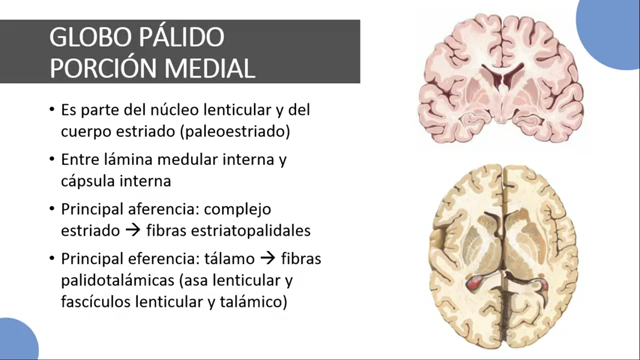 GLOBO PÁLIDO
PORCIÓN MEDIAL
• Es parte del núcleo lenticular y del
cuerpo estriado (paleoestriado)
• Entre lámina medular interna y
cápsula interna
• Principal aferencia: complejo
estriado → fibras estriatopalidales
• Principal eferencia: tálamo → fibras
palidotalámicas (asa lenticular y
fascículos lenticular y talámico)